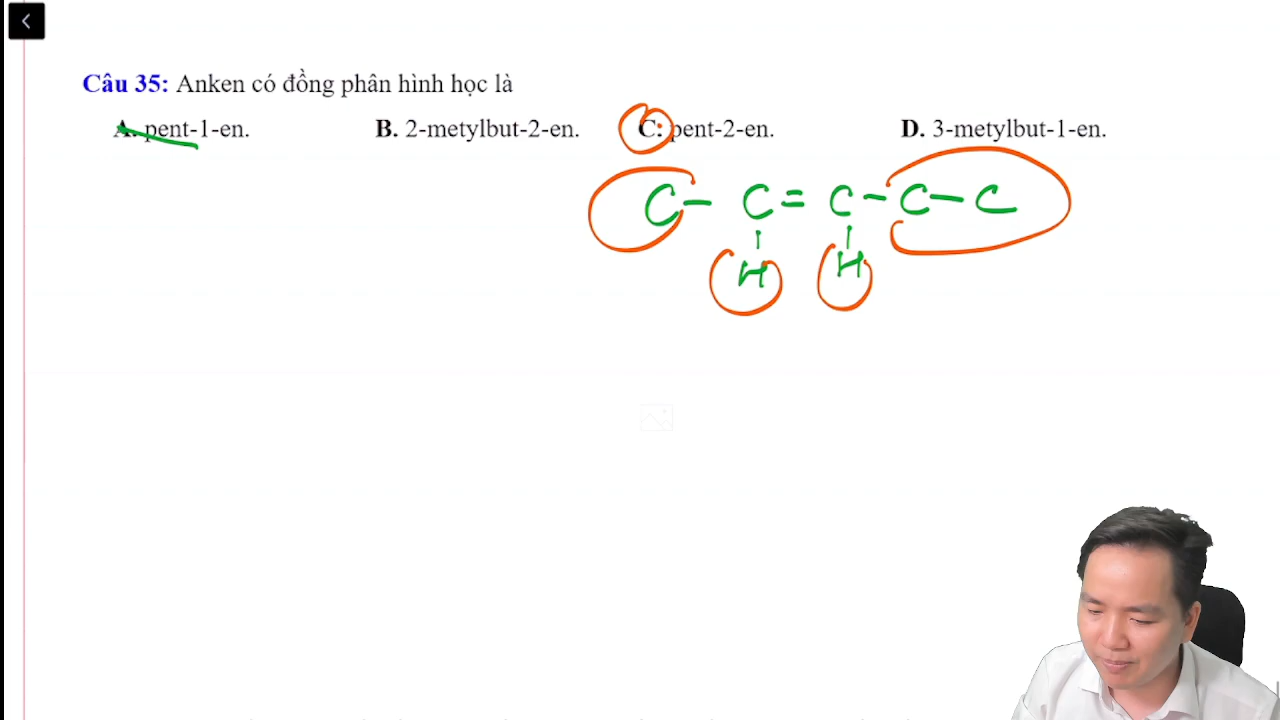 Câu 35: Anken có đồng phân hình học là
A. pent-1-en. B. 2-metylbut-2-en. C. pent-2-en. D. 3-metylbut-1-en.
C - C = C - C - C
H H